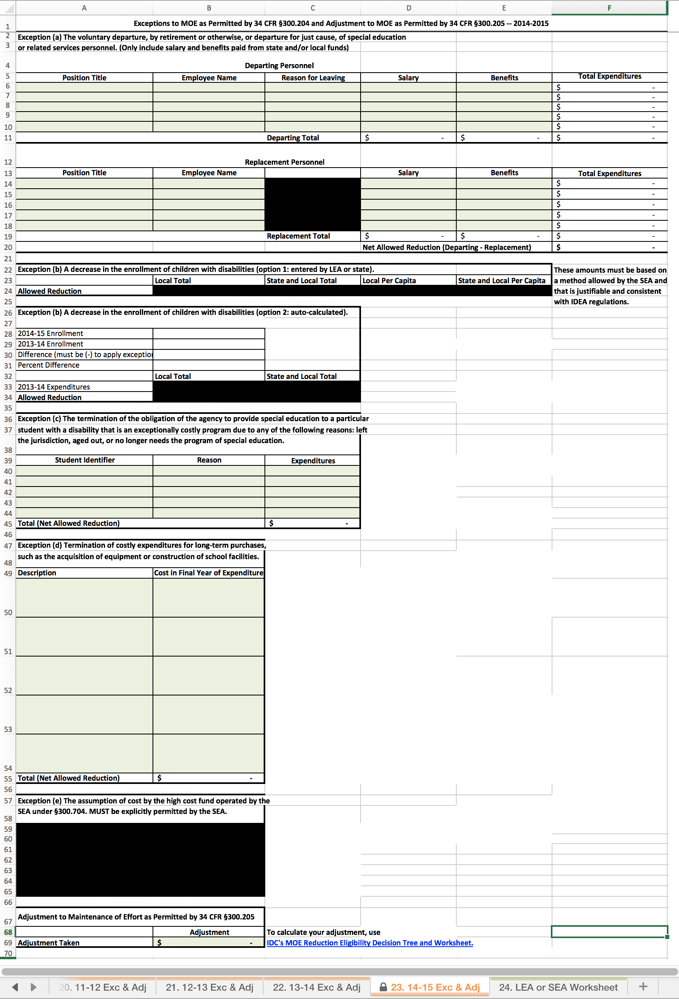 A B C D E F
1 Exceptions to MOE as Permitted by 34 CFR §300.204 and Adjustment to MOE as Permitted by 34 CFR §300.205 -- 2014-2015
2 Exception (a) The voluntary departure, by retirement or otherwise, or departure for just cause, of special education
3 or related services personnel. (Only include salary and benefits paid from state and/or local funds)
4 Departing Personnel
5 Position Title Employee Name Reason for Leaving Salary Benefits Total Expenditures
6 $ -
7 $ -
8 $ -
9 $ -
10 $ -
11 Departing Total $ - $ - $ -
12 Replacement Personnel
13 Position Title Employee Name Salary Benefits Total Expenditures
14 $ -
15 $ -
16 $ -
17 $ -
18 $ -
19 Replacement Total $ - $ - $ -
20 Net Allowed Reduction (Departing - Replacement) $ -
21
22 Exception (b) A decrease in the enrollment of children with disabilities (option 1: entered by LEA or state). These amounts must be based on
23 Local Total State and Local Total Local Per Capita State and Local Per Capita a method allowed by the SEA and
24 Allowed Reduction that is justifiable and consistent
25 with IDEA regulations.
26 Exception (b) A decrease in the enrollment of children with disabilities (option 2: auto-calculated).
27
28 2014-15 Enrollment
29 2013-14 Enrollment
30 Difference (must be (-) to apply exception
31 Percent Difference
32 Local Total State and Local Total
33 2013-14 Expenditures
34 Allowed Reduction
35
36 Exception (c) The termination of the obligation of the agency to provide special education to a particular
37 student with a disability that is an exceptionally costly program due to any of the following reasons: left
38 the jurisdiction, aged out, or no longer needs the program of special education.
39 Student Identifier Reason Expenditures
40
41
42
43
44
45 Total (Net Allowed Reduction) $ -
46
47 Exception (d) Termination of costly expenditures for long-term purchases,
48 such as the acquisition of equipment or construction of school facilities.
49 Description Cost in Final Year of Expenditure
50
51
52
53
54
55 Total (Net Allowed Reduction) $ -
56
57 Exception (e) The assumption of cost by the high cost fund operated by the
58 SEA under §300.704. MUST be explicitly permitted by the SEA.
59
60
61
62
63
64
65
66
67 Adjustment to Maintenance of Effort as Permitted by 34 CFR §300.205
68 Adjustment To calculate your adjustment, use
69 Adjustment Taken $ - IDC's MOE Reduction Eligibility Decision Tree and Worksheet.
70
20. 11-12 Exc & Adj 21. 12-13 Exc & Adj 22. 13-14 Exc & Adj 23. 14-15 Exc & Adj 24. LEA or SEA Worksheet +